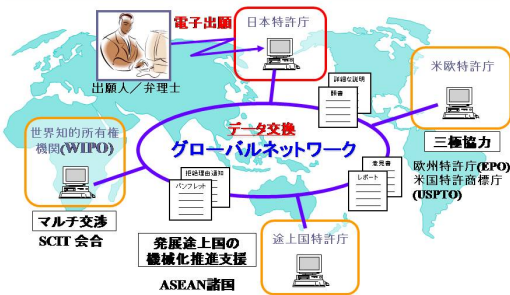 電子出願
日本特許庁
出願人／弁理士
詳細な説明
願書
米欧特許庁
データ交換
グローバルネットワーク
三極協力
欧州特許庁(EPO)
米国特許商標庁
(USPTO)
世界知的所有権
機関(WIPO)
拒絶理由通知
パンフレット
意見書
レポート
マルチ交渉
SCIT 会合
発展途上国の
機械化推進支援
ASEAN諸国
途上国特許庁